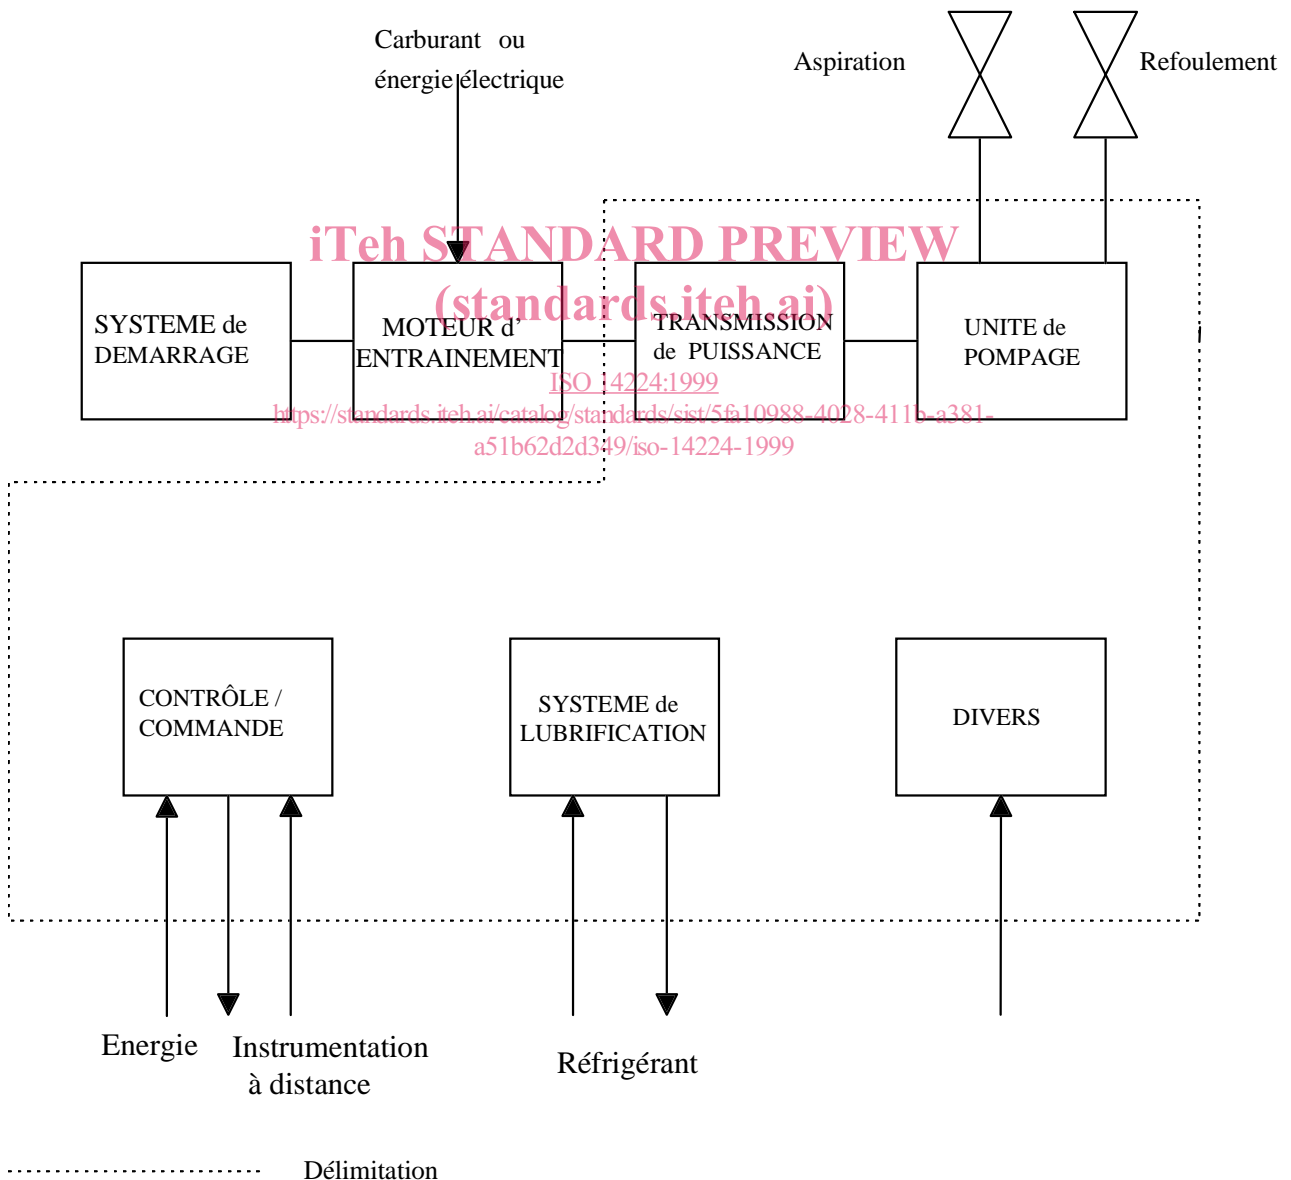 Carburant ou
énergie électrique
Aspiration
Refoulement
iTeh STANDARD PREVIEW
(standards.iteh.ai)
SYSTEME de
DEMARRAGE
MOTEUR d'
ENTRAINEMENT
TRANSMISSION
de PUISSANCE
UNITE de
POMPAGE
ISO 14224:1999
https://standards.iteh.ai/catalog/standards/sist/5fa10988-4028-411b-a381-
a51b62d2d349/iso-14224-1999
CONTRÔLE /
COMMANDE
SYSTEME de
LUBRIFICATION
DIVERS
Energie
Instrumentation
à distance
Réfrigérant
Délimitation